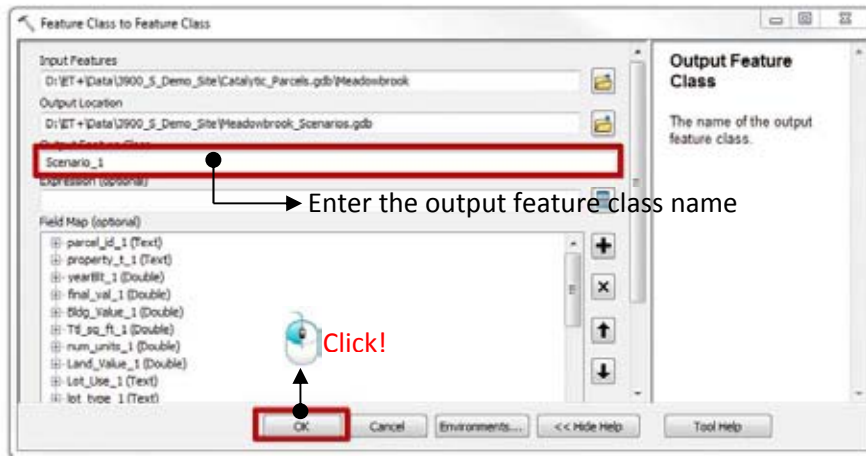 Feature Class to Feature Class
Input Features
D:\ET+\Data\3900_S_Demo_Site\Catalytic_Parcels.gdb\Meadowbrook
Output Location
D:\ET+\Data\3900_S_Demo_Site\Meadowbrook_Scenarios.gdb
Output Feature Class
Scenario_1
Expression (optional)
Enter the output feature class name
Field Map (optional)
parcel_id_1 (Text)
property_t_1 (Text)
yearBlt_1 (Double)
final_val_1 (Double)
Bldg_Value_1 (Double)
Ttl_sq_ft_1 (Double)
num_units_1 (Double)
Land_Value_1 (Double)
Lot_Use_1 (Text)
lot_type_1 (Text)
Click!
OK
Cancel
Environments...
<< Hide Help
Tool Help
Output Feature
Class
The name of the output
feature class.